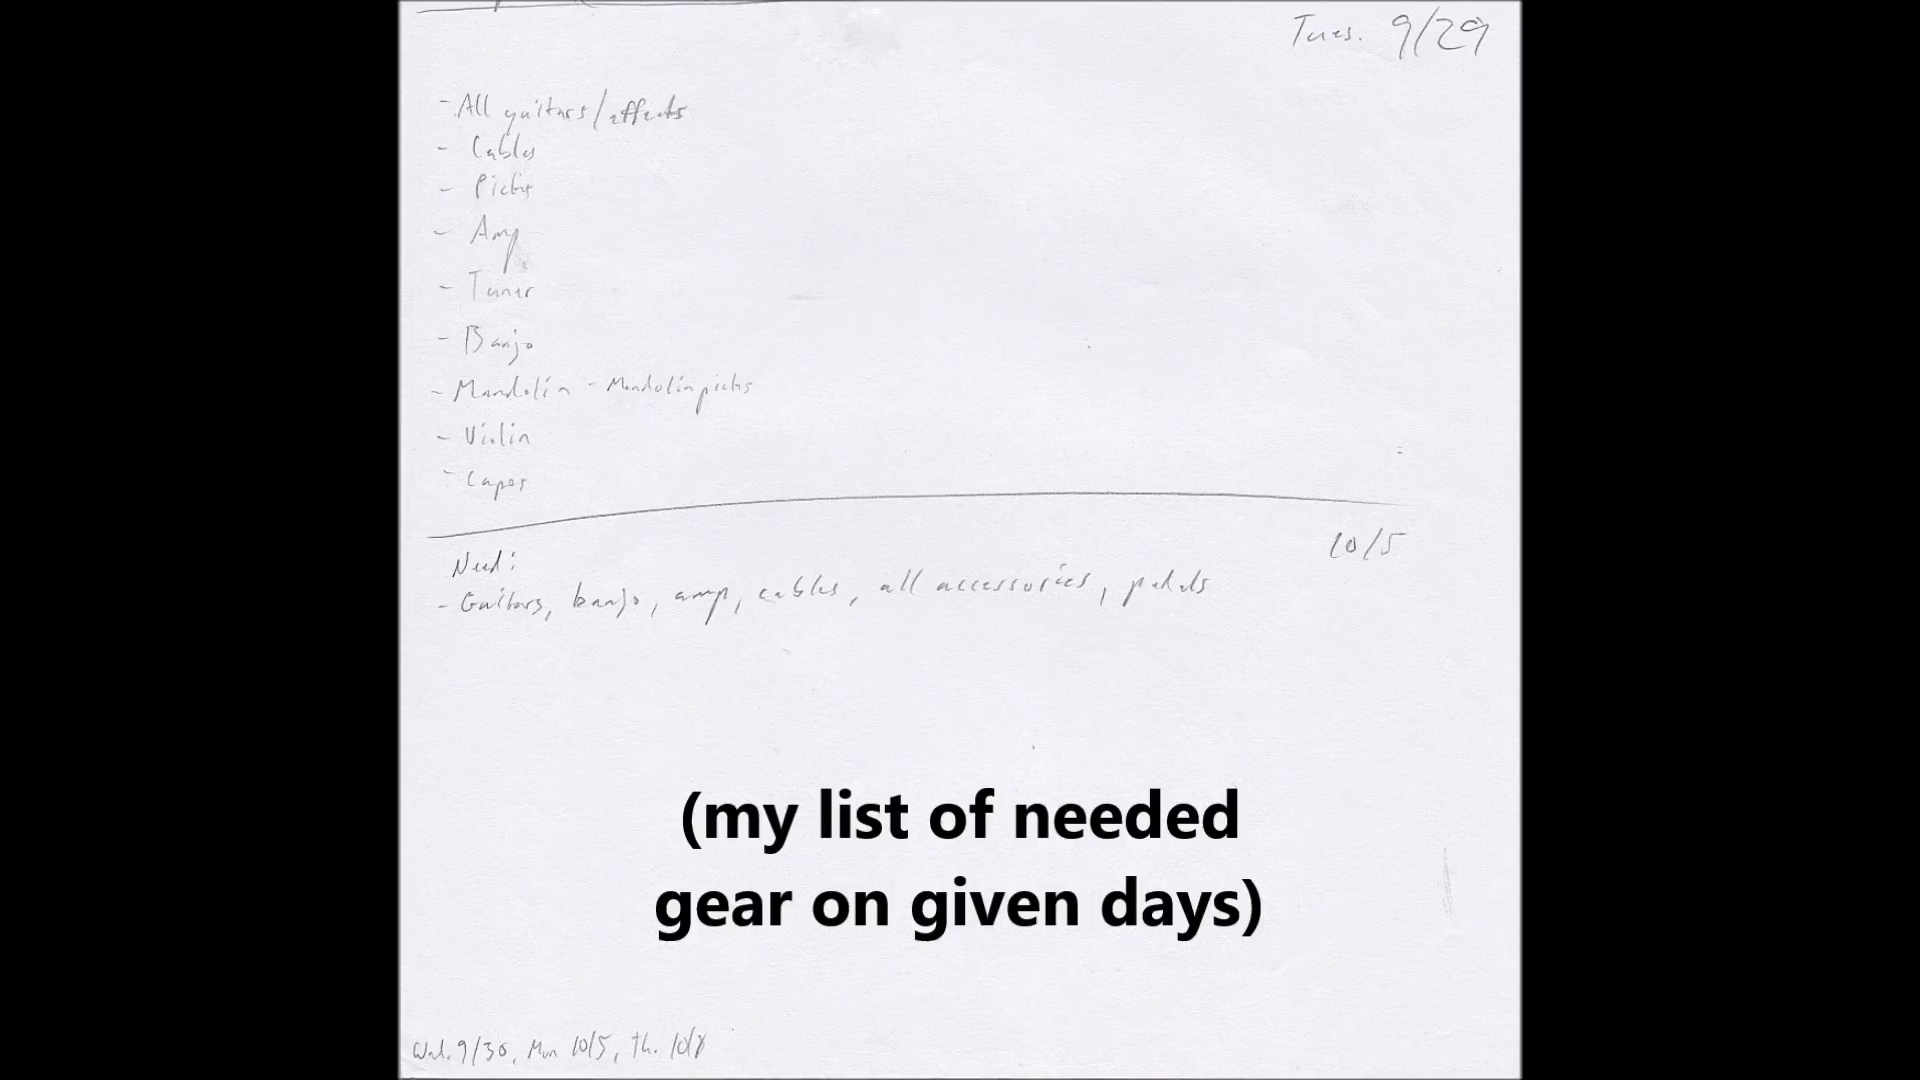 Tues. 9/29
- All guitars/effects
- Cables
- Picks
- Amp
- Tuner
- Banjo
- Mandolin - Mandolin picks
- Violin
- Capos
10/5
Need:
- Guitars, banjo, amp, cables, all accessories, pedals
(my list of needed
gear on given days)
Wed. 9/30, Mon 10/5, Th. 10/8